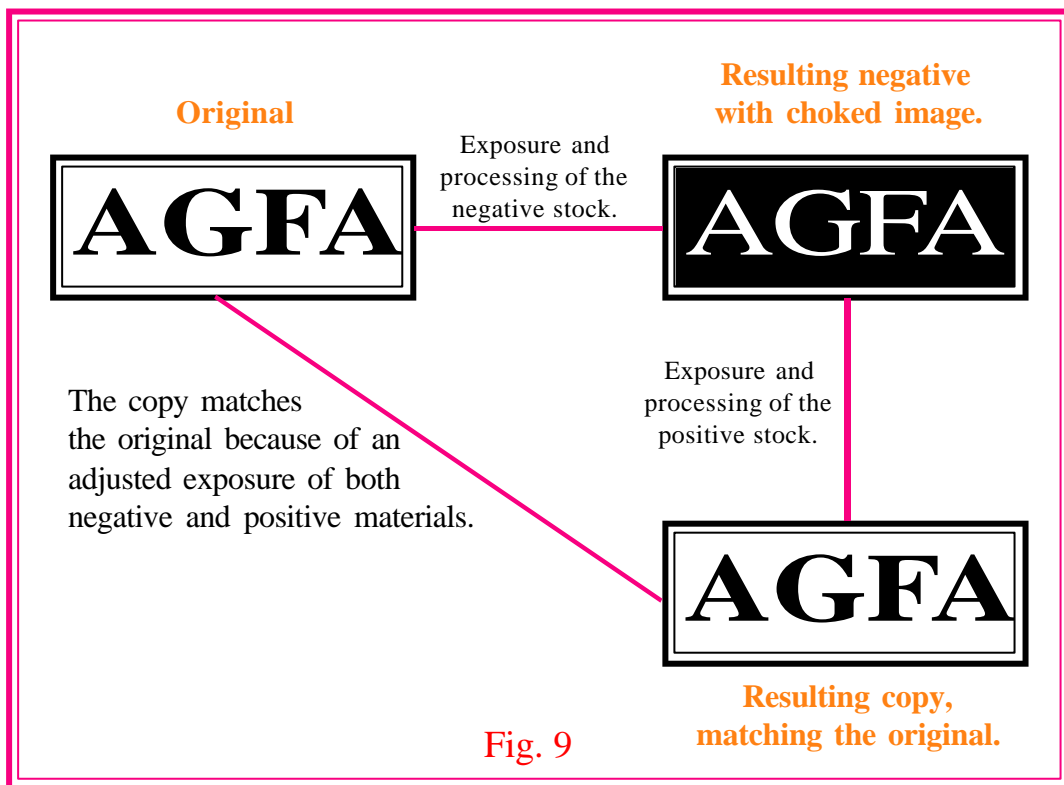 Original
AGFA
Exposure and
processing of the
negative stock.
Resulting negative
with choked image.
AGFA
Exposure and
processing of the
positive stock.
The copy matches
the original because of an
adjusted exposure of both
negative and positive materials.
AGFA
Resulting copy,
matching the original.
Fig. 9